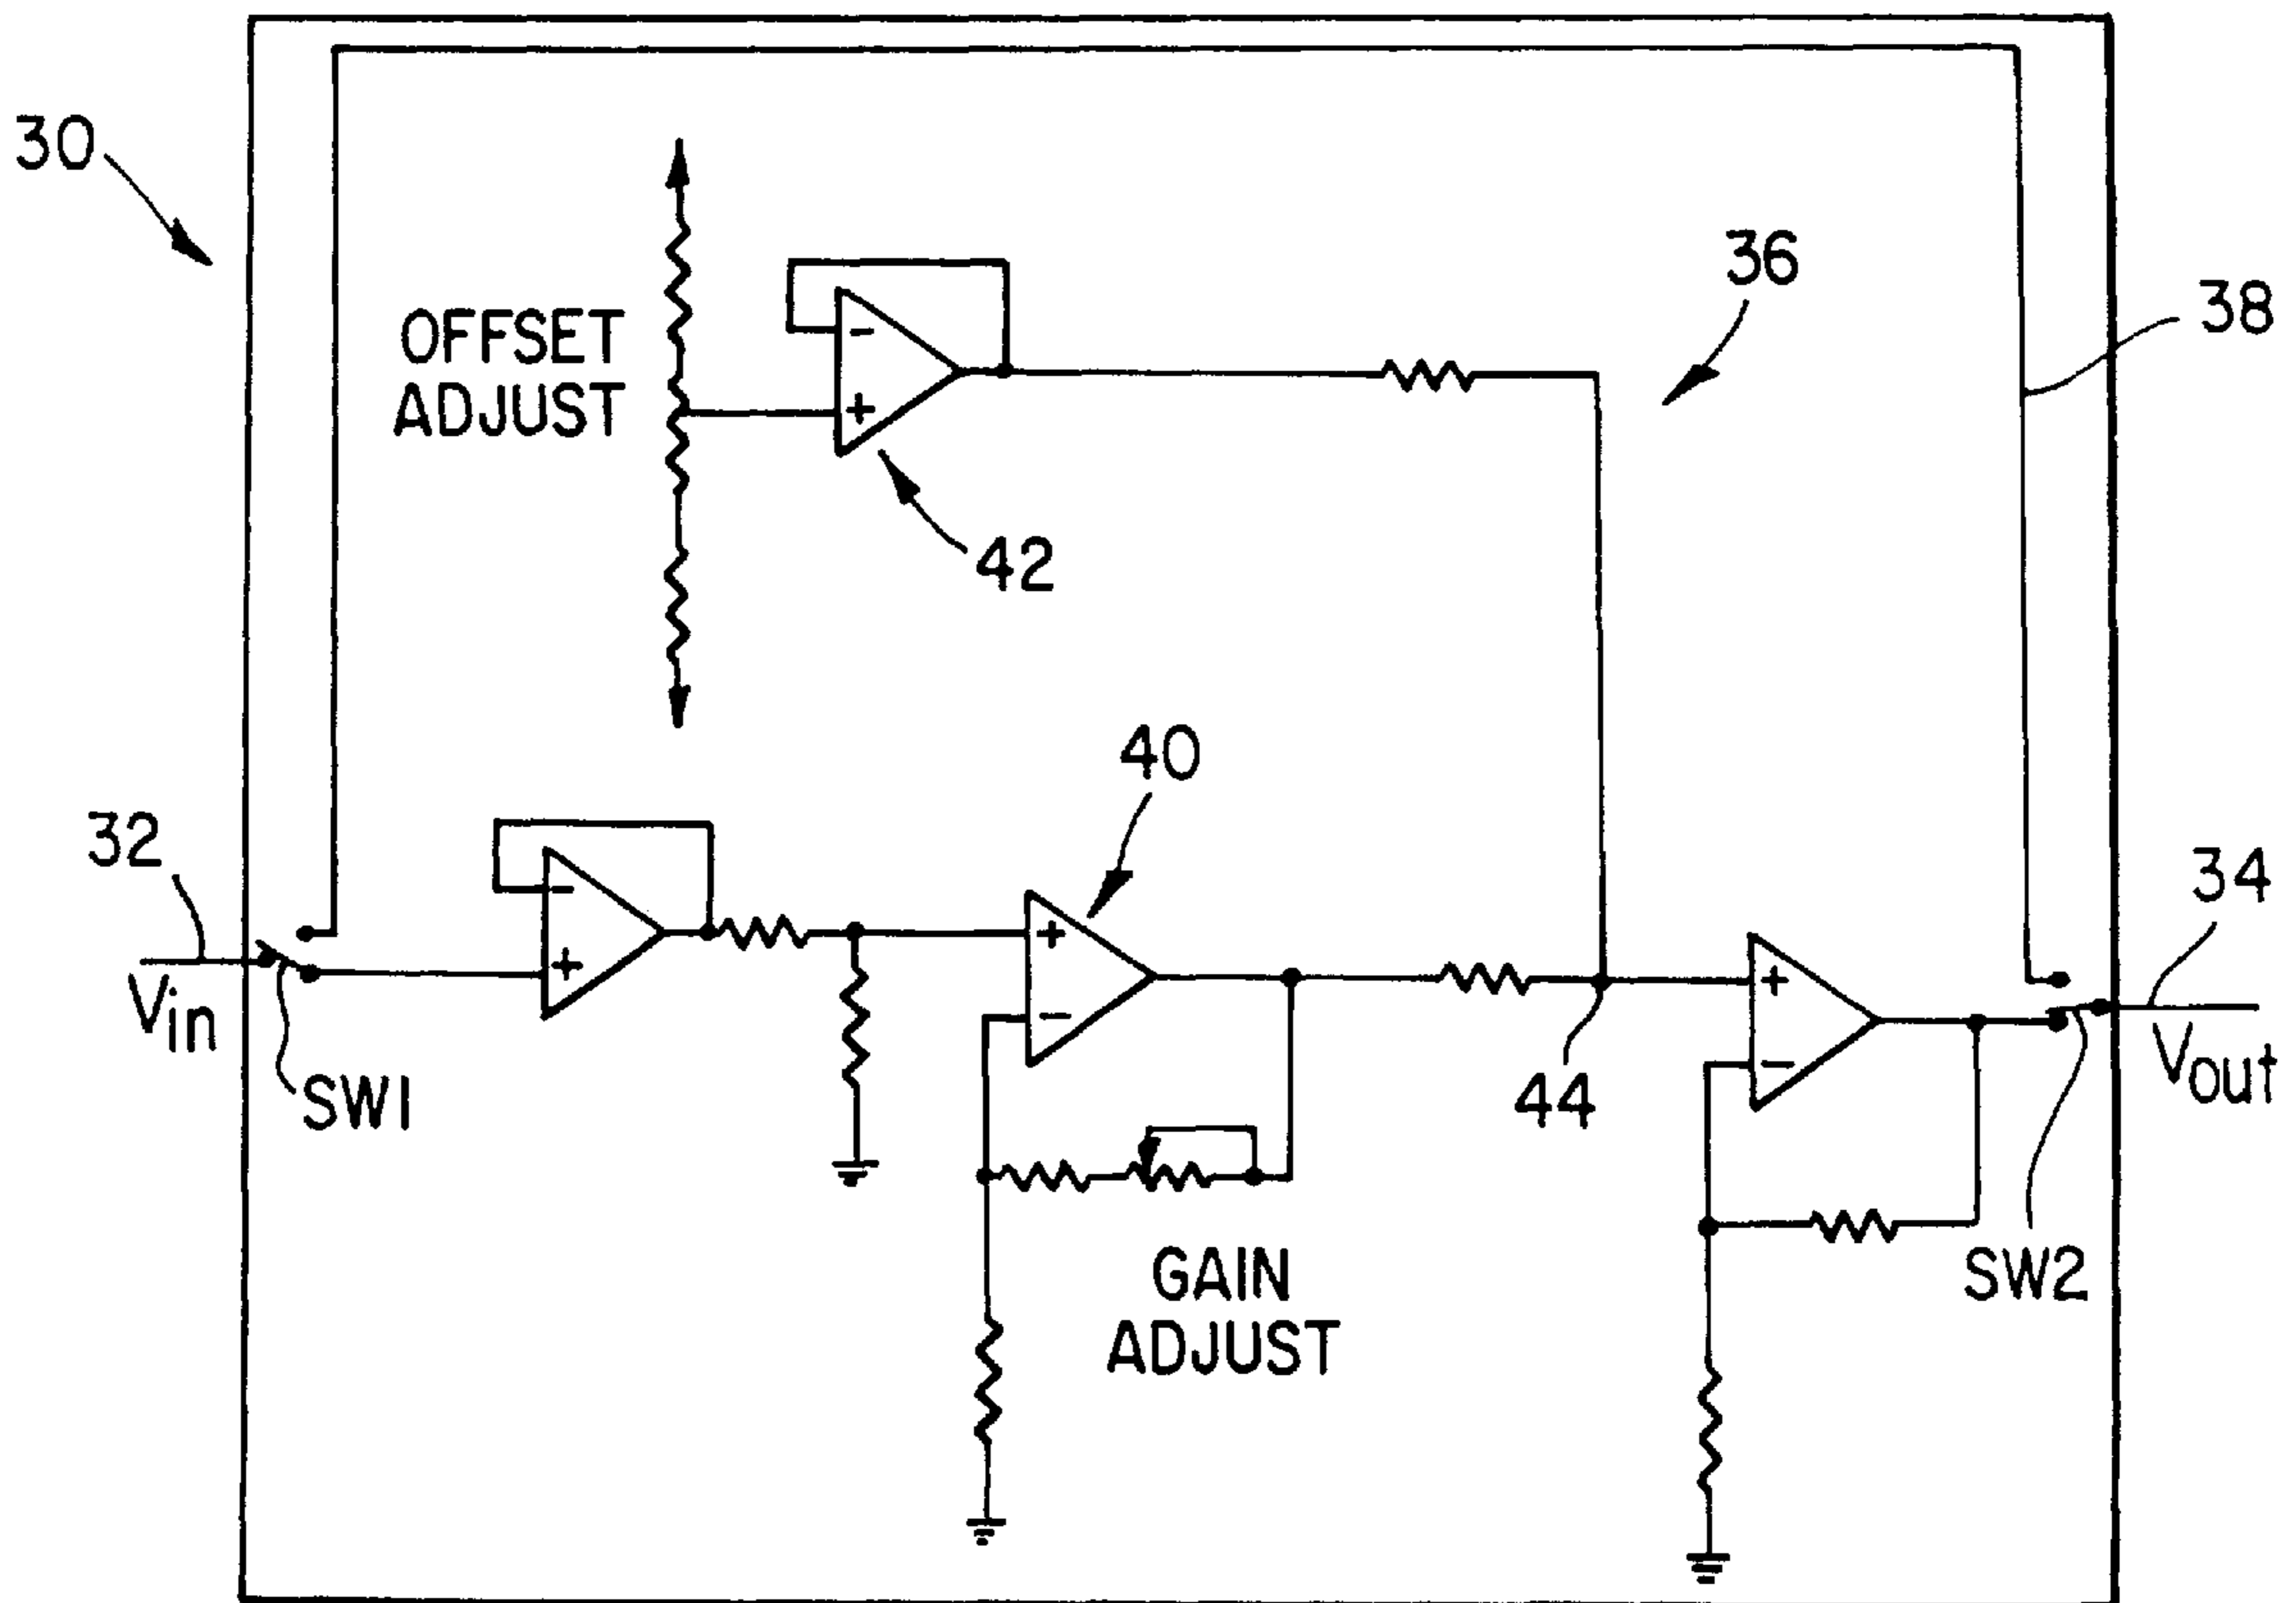 30
36
38
OFFSET
ADJUST
-
+
42
40
32
34
-
+
+
-
+
-
Vin
SW1
44
Vout
GAIN
ADJUST
SW2